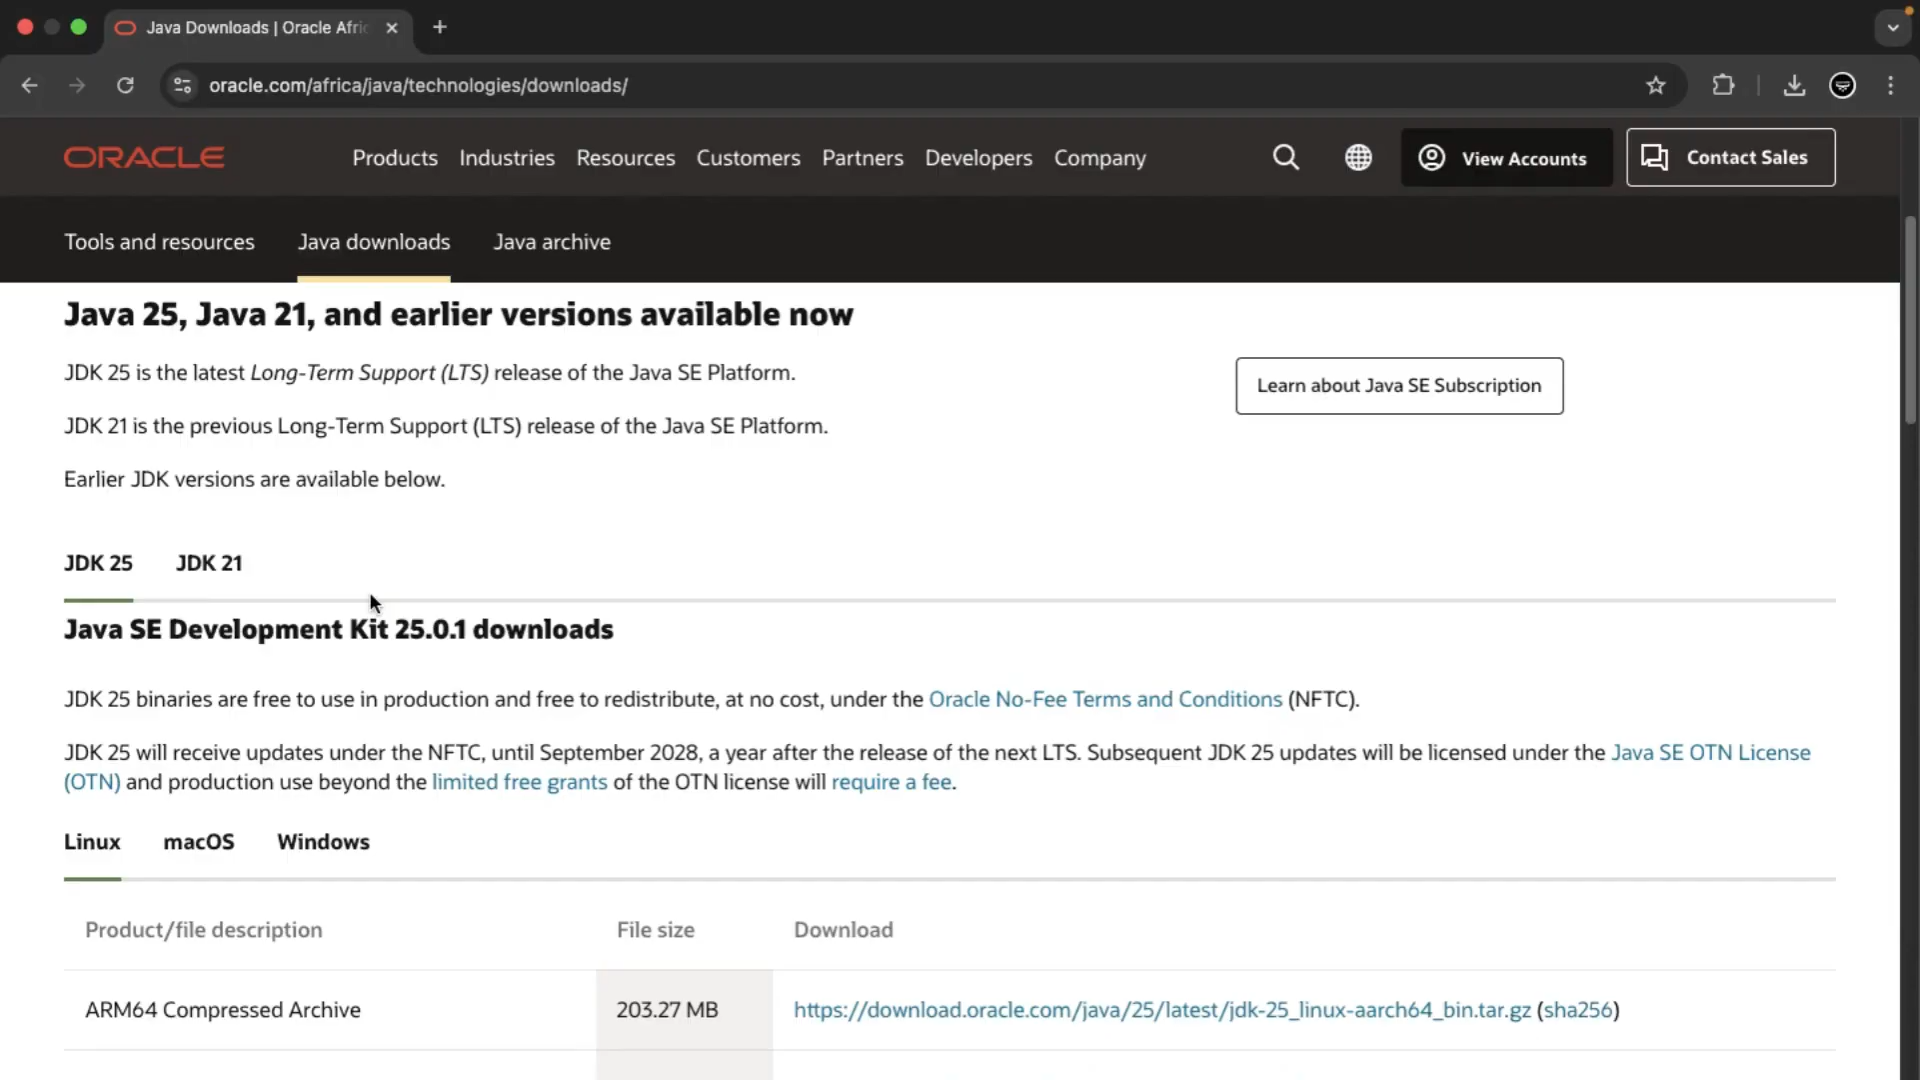 Java Downloads | Oracle Afri
oracle.com/africa/java/technologies/downloads/
ORACLE
Products Industries Resources Customers Partners Developers Company
View Accounts
Contact Sales
Tools and resources Java downloads Java archive
Java 25, Java 21, and earlier versions available now
JDK 25 is the latest Long-Term Support (LTS) release of the Java SE Platform.
Learn about Java SE Subscription
JDK 21 is the previous Long-Term Support (LTS) release of the Java SE Platform.
Earlier JDK versions are available below.
JDK 25 JDK 21
Java SE Development Kit 25.0.1 downloads
JDK 25 binaries are free to use in production and free to redistribute, at no cost, under the Oracle No-Fee Terms and Conditions (NFTC).
JDK 25 will receive updates under the NFTC, until September 2028, a year after the release of the next LTS. Subsequent JDK 25 updates will be licensed under the Java SE OTN License
(OTN) and production use beyond the limited free grants of the OTN license will require a fee.
Linux macOS Windows
Product/file description File size Download
ARM64 Compressed Archive 203.27 MB https://download.oracle.com/java/25/latest/jdk-25_linux-aarch64_bin.tar.gz (sha256)